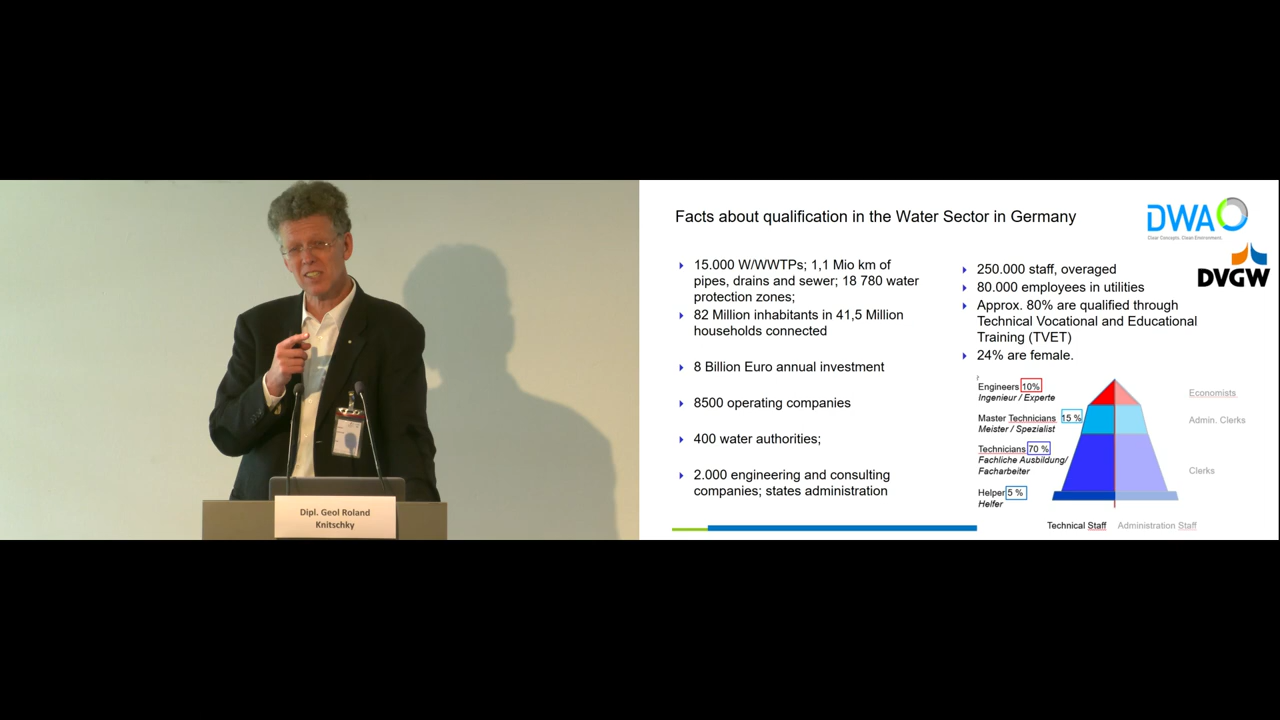 Dipl. Geol Roland
Knitschky
Facts about qualification in the Water Sector in Germany
DWA
Clear Concepts. Clean Environment.
DVGW
15.000 W/WWTPs; 1,1 Mio km of
pipes, drains and sewer; 18 780 water
protection zones;
82 Million inhabitants in 41,5 Million
households connected
8 Billion Euro annual investment
8500 operating companies
400 water authorities;
2.000 engineering and consulting
companies; states administration
250.000 staff, overaged
80.000 employees in utilities
Approx. 80% are qualified through
Technical Vocational and Educational
Training (TVET)
24% are female.
Engineers 10%
Ingenieur / Experte
Master Technicians 15 %
Meister / Spezialist
Technicians 70 %
Fachliche Ausbildung/
Facharbeiter
Helper 5 %
Helfer
Economists
Admin. Clerks
Clerks
Technical Staff
Administration Staff